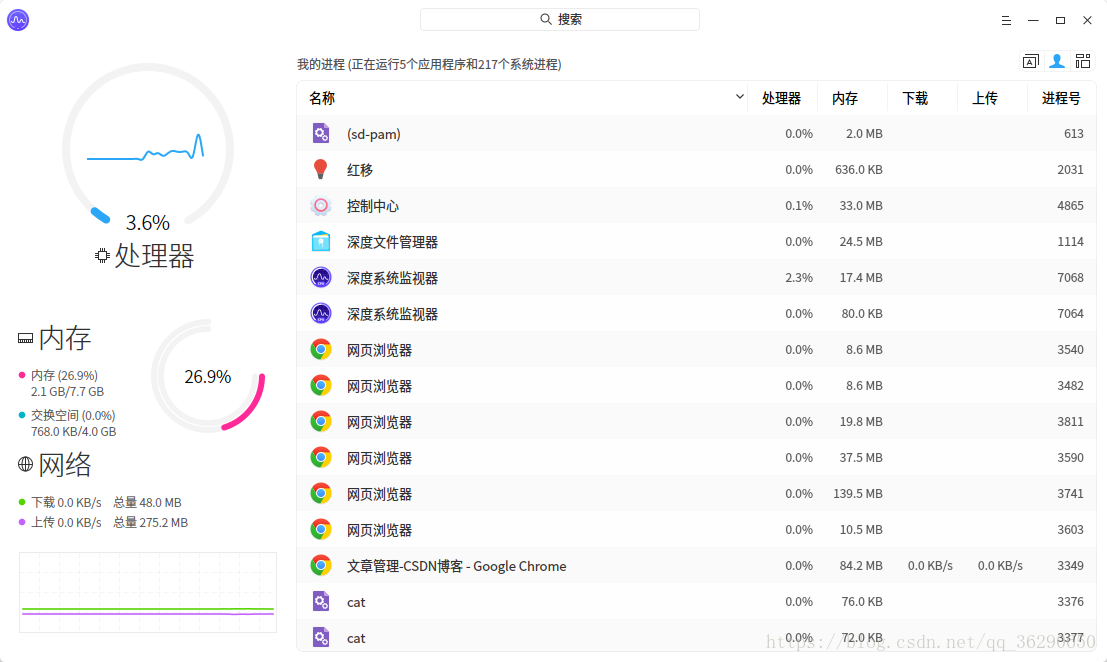 搜索
3.6%
处理器
内存
内存 (26.9%)
2.1 GB/7.7 GB
交换空间 (0.0%)
768.0 KB/4.0 GB
26.9%
网络
下载 0.0 KB/s 总量 48.0 MB
上传 0.0 KB/s 总量 275.2 MB
我的进程 (正在运行5个应用程序和217个系统进程)
名称 处理器 内存 下载 上传 进程号
(sd-pam) 0.0% 2.0 MB 613
红移 0.0% 636.0 KB 2031
控制中心 0.1% 33.0 MB 4865
深度文件管理器 0.0% 24.5 MB 1114
深度系统监视器 2.3% 17.4 MB 7068
深度系统监视器 0.0% 80.0 KB 7064
网页浏览器 0.0% 8.6 MB 3540
网页浏览器 0.0% 8.6 MB 3482
网页浏览器 0.0% 19.8 MB 3811
网页浏览器 0.0% 37.5 MB 3590
网页浏览器 0.0% 139.5 MB 3741
网页浏览器 0.0% 10.5 MB 3603
文章管理-CSDN博客 - Google Chrome 0.0% 84.2 MB 0.0 KB/s 0.0 KB/s 3349
cat 0.0% 76.0 KB 3376
cat 0.0% 72.0 KB 3377
https://blog.csdn.net/qq_36290650